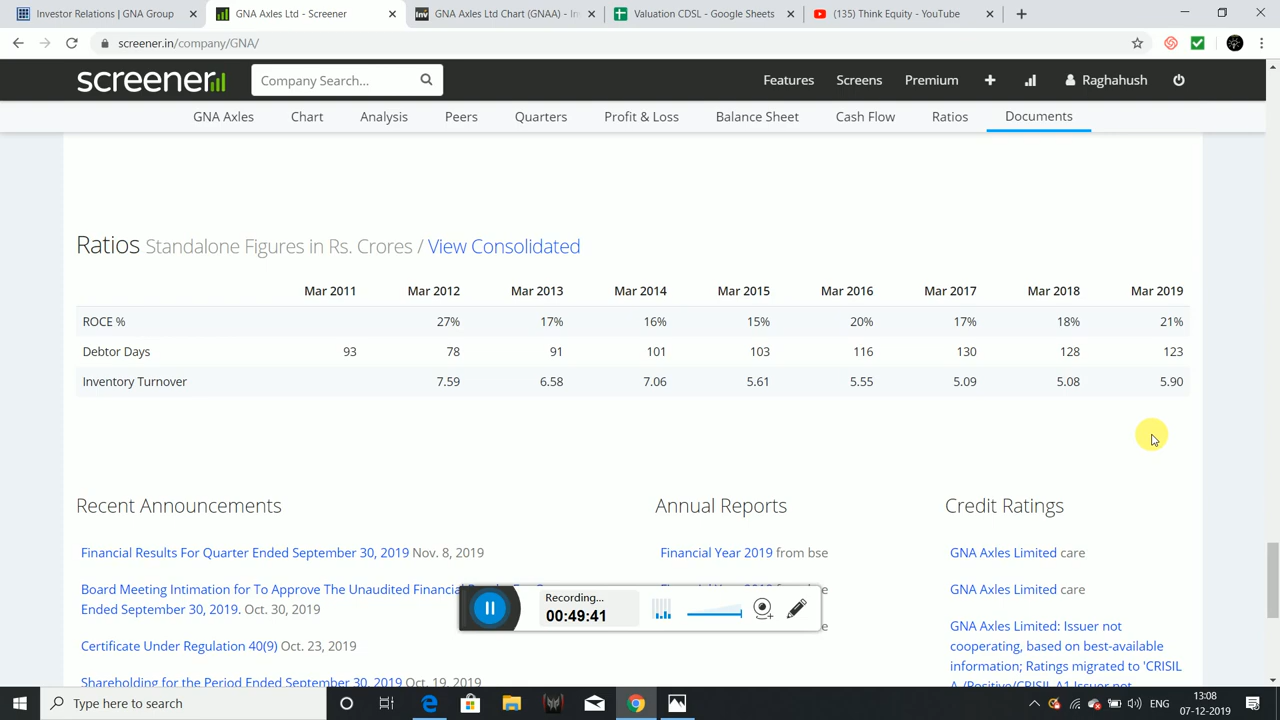 Investor Relations I GNA Group
GNA Axles Ltd - Screener
GNA Axles Ltd Chart (GNAA) - In
Valuation CDSL - Google Sheets
(135) Think Equity - YouTube
screener.in/company/GNA/
screener
Company Search...
Features
Screens
Premium
Raghahush
GNA Axles
Chart
Analysis
Peers
Quarters
Profit & Loss
Balance Sheet
Cash Flow
Ratios
Documents
Ratios Standalone Figures in Rs. Crores / View Consolidated
Mar 2011 Mar 2012 Mar 2013 Mar 2014 Mar 2015 Mar 2016 Mar 2017 Mar 2018 Mar 2019
ROCE % 27% 17% 16% 15% 20% 17% 18% 21%
Debtor Days 93 78 91 101 103 116 130 128 123
Inventory Turnover 7.59 6.58 7.06 5.61 5.55 5.09 5.08 5.90
Recent Announcements
Financial Results For Quarter Ended September 30, 2019 Nov. 8, 2019
Board Meeting Intimation for To Approve The Unaudited Financial
Ended September 30, 2019. Oct. 30, 2019
Certificate Under Regulation 40(9) Oct. 23, 2019
Shareholding for the Period Ended September 30, 2019 Oct. 19, 2019
Annual Reports
Financial Year 2019 from bse
Credit Ratings
GNA Axles Limited care
GNA Axles Limited care
GNA Axles Limited: Issuer not
cooperating, based on best-available
information; Ratings migrated to 'CRISIL
Recording...
00:49:41
Type here to search
ENG
13:08
07-12-2019